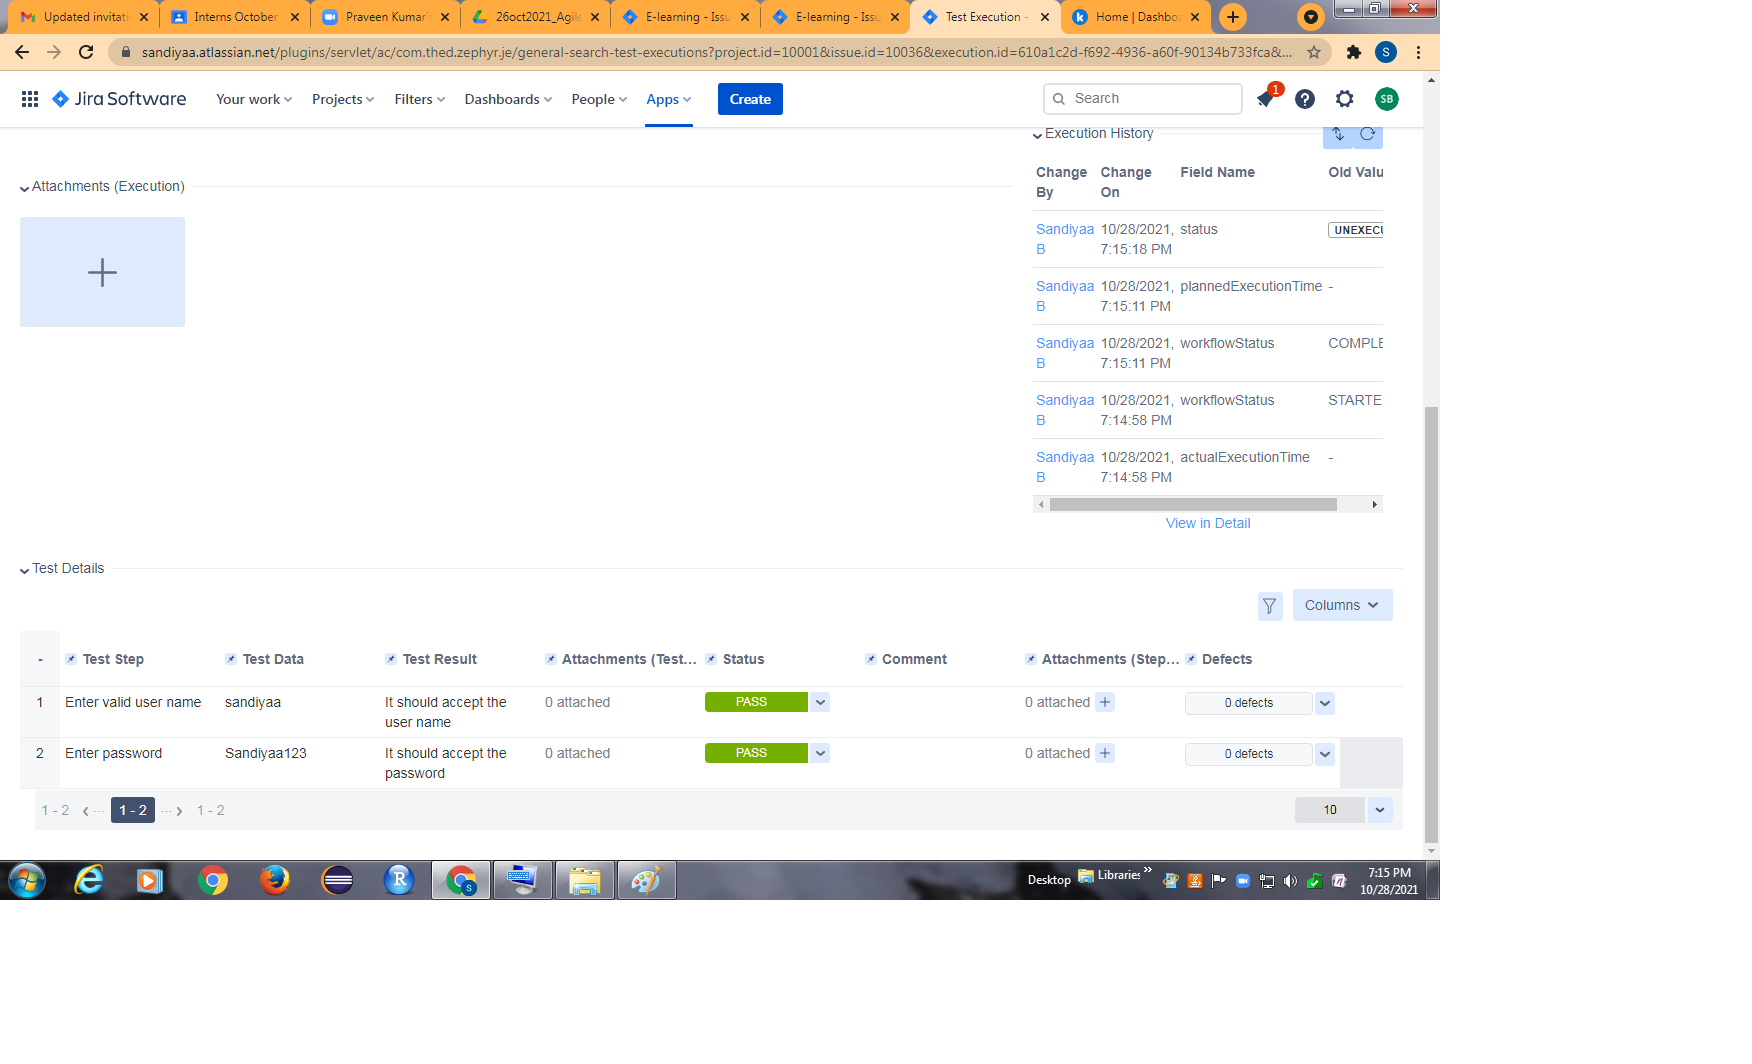 Updated invitati
Interns October
Praveen Kumar's
26oct2021_Agile
E-learning - Issu
E-learning - Issu
Test Execution -
Home | Dashboa
S
sandiyaa.atlassian.net/plugins/servlet/ac/com.thed.zephyr.je/general-search-test-executions?project.id=10001&issue.id=10036&execution.id=610a1c2d-f692-4936-a60f-90134b733fca&...
Jira Software Your work Projects Filters Dashboards People Apps Create Search 1 SB
Execution History
Attachments (Execution)
Change By Change On Field Name Old Valu
Sandiyaa B 10/28/2021, 7:15:18 PM status UNEXECU
Sandiyaa B 10/28/2021, 7:15:11 PM plannedExecutionTime -
Sandiyaa B 10/28/2021, 7:15:11 PM workflowStatus COMPLE
Sandiyaa B 10/28/2021, 7:14:58 PM workflowStatus STARTE
Sandiyaa B 10/28/2021, 7:14:58 PM actualExecutionTime -
View in Detail
Test Details
Columns
- Test Step Test Data Test Result Attachments (Test... Status Comment Attachments (Step... Defects
1 Enter valid user name sandiyaa It should accept the user name 0 attached PASS 0 attached 0 defects
2 Enter password Sandiyaa123 It should accept the password 0 attached PASS 0 attached 0 defects
1 - 2 ... 1 - 2 ... 1 - 2 10
Desktop Libraries
7:15 PM
10/28/2021